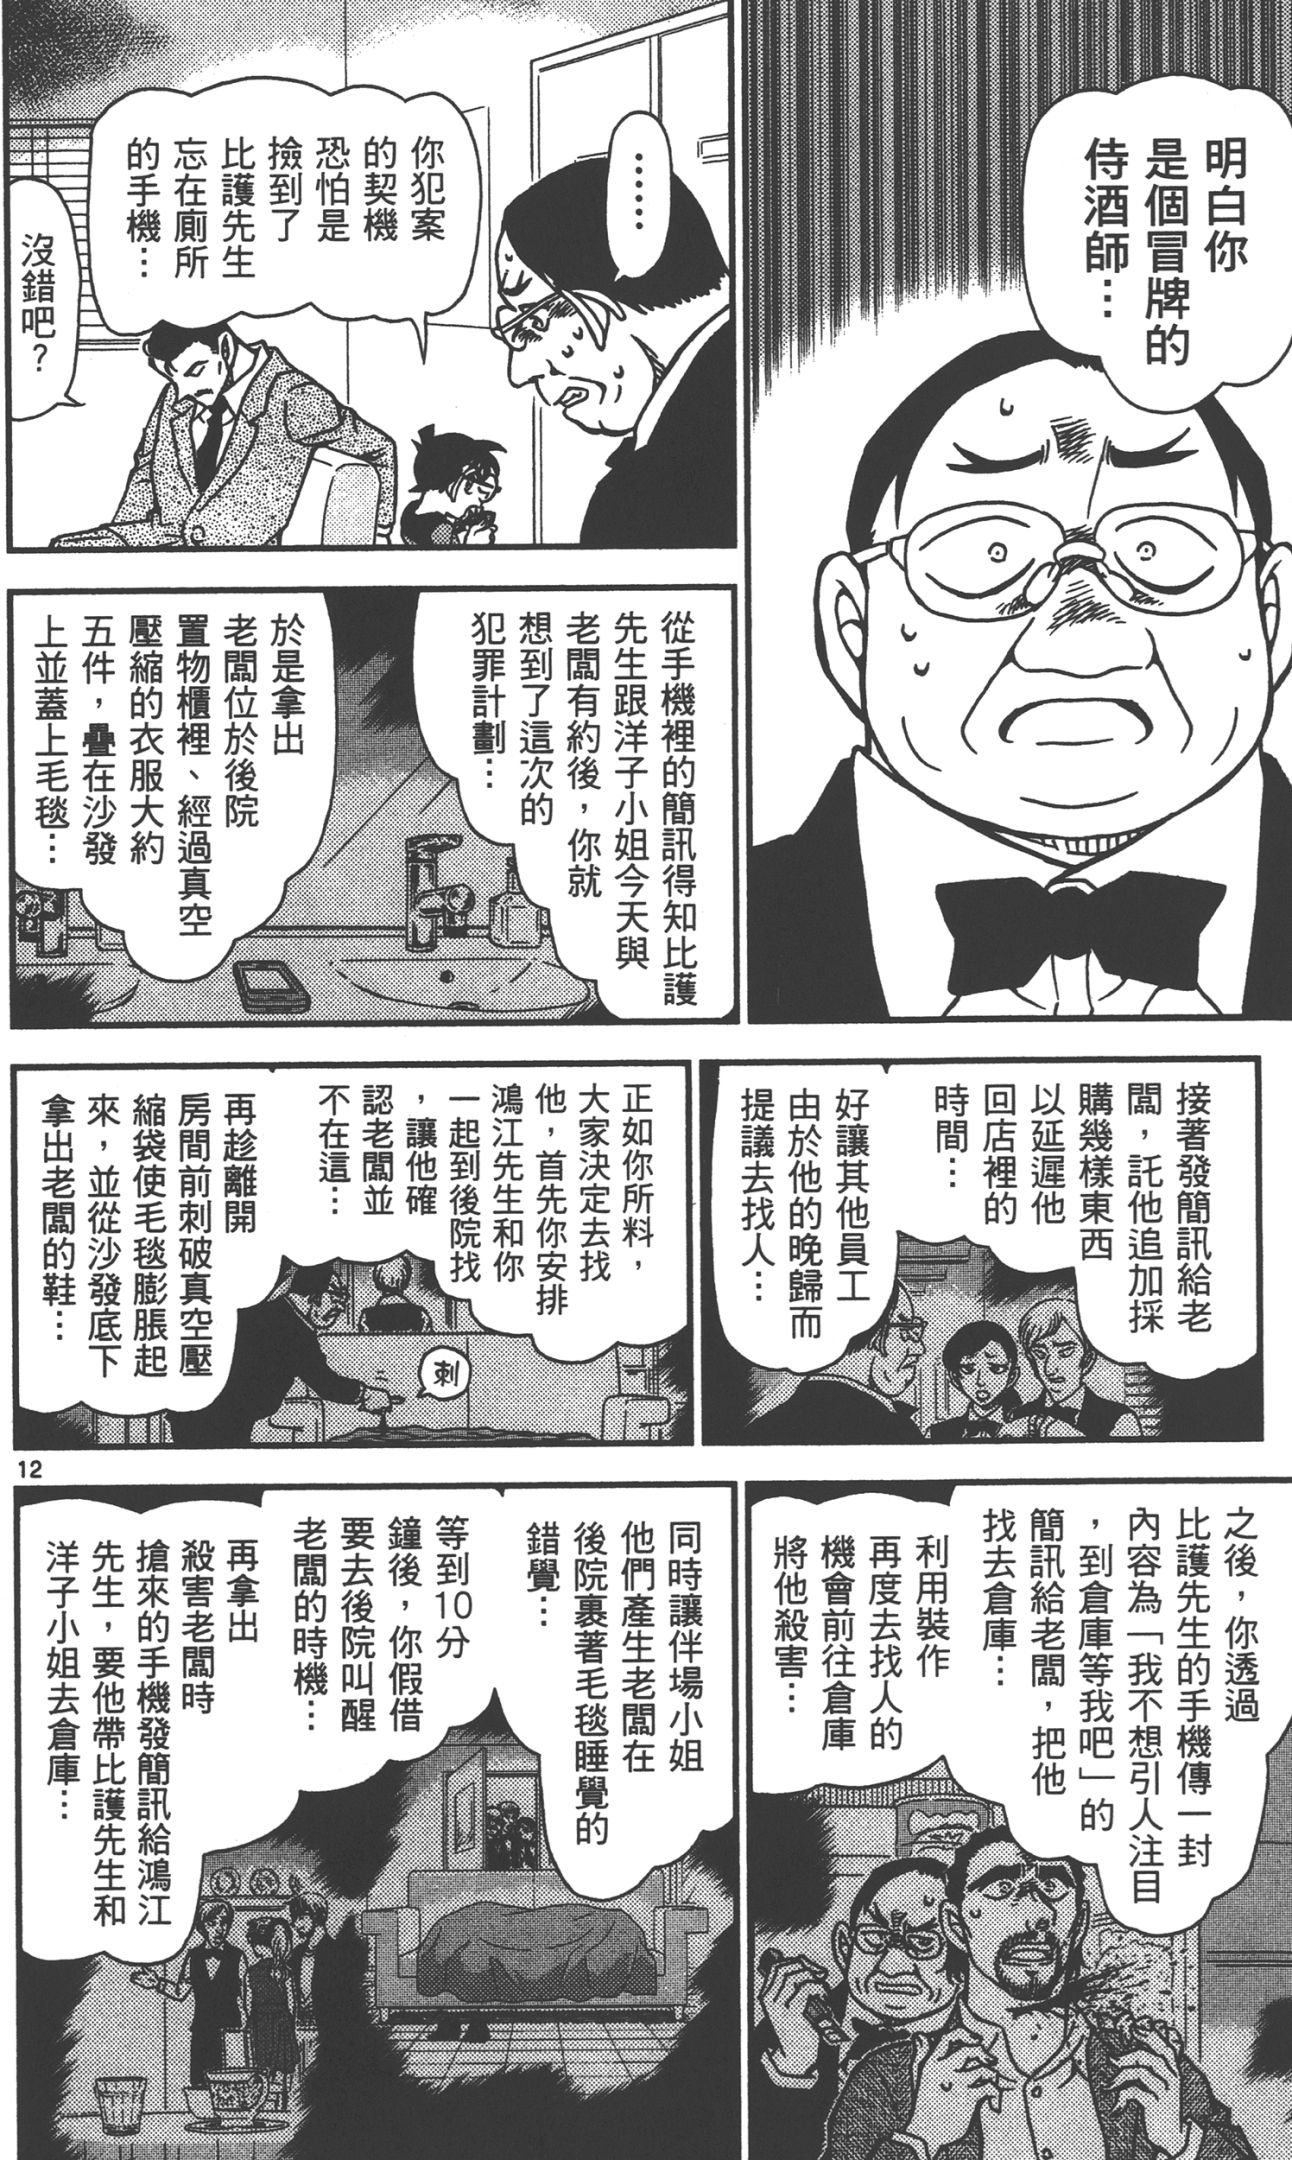 明白你
是個冒牌的
侍酒師…
……
你犯案
的契機
恐怕是
撿到了
比護先生
忘在廁所
的手機…
沒錯吧？
從手機裡的簡訊得知比護
先生跟洋子小姐今天與
老闆有約後，你就
想到了這次的
犯罪計劃…
於是拿出
老闆位於後院
置物櫃裡、經過真空
壓縮的衣服大約
五件，疊在沙發
上並蓋上毛毯…
接著發簡訊給老
闆，託他追加採
購幾樣東西
以延遲他
回店裡的
時間…
好讓其他員工
由於他的晚歸而
提議去找人…
正如你所料，
大家決定去找
他，首先你安排
鴻江先生和你
一起到後院找
，讓他確
認老闆並
不在這…
再趁離開
房間前刺破真空壓
縮袋使毛毯膨脹起
來，並從沙發底下
拿出老闆的鞋…
刺
12
之後，你透過
比護先生的手機傳一封
內容為「我不想引人注目
，到倉庫等我吧」的
簡訊給老闆，把他
找去倉庫…
利用裝作
再度去找人的
機會前往倉庫
將他殺害…
同時讓伴場小姐
他們產生老闆在
後院裹著毛毯睡覺的
錯覺…
等到10分
鐘後，你假借
要去後院叫醒
老闆的時機…
再拿出
殺害老闆時
搶來的手機發簡訊給鴻江
先生，要他帶比護先生和
洋子小姐去倉庫…